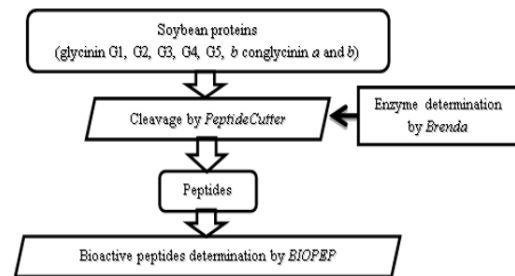 Soybean proteins
(glycinin G1, G2, G3, G4, G5, b conglycinin a and b)
Cleavage by PeptideCutter
Enzyme determination
by Brenda
Peptides
Bioactive peptides determination by BIOPEP